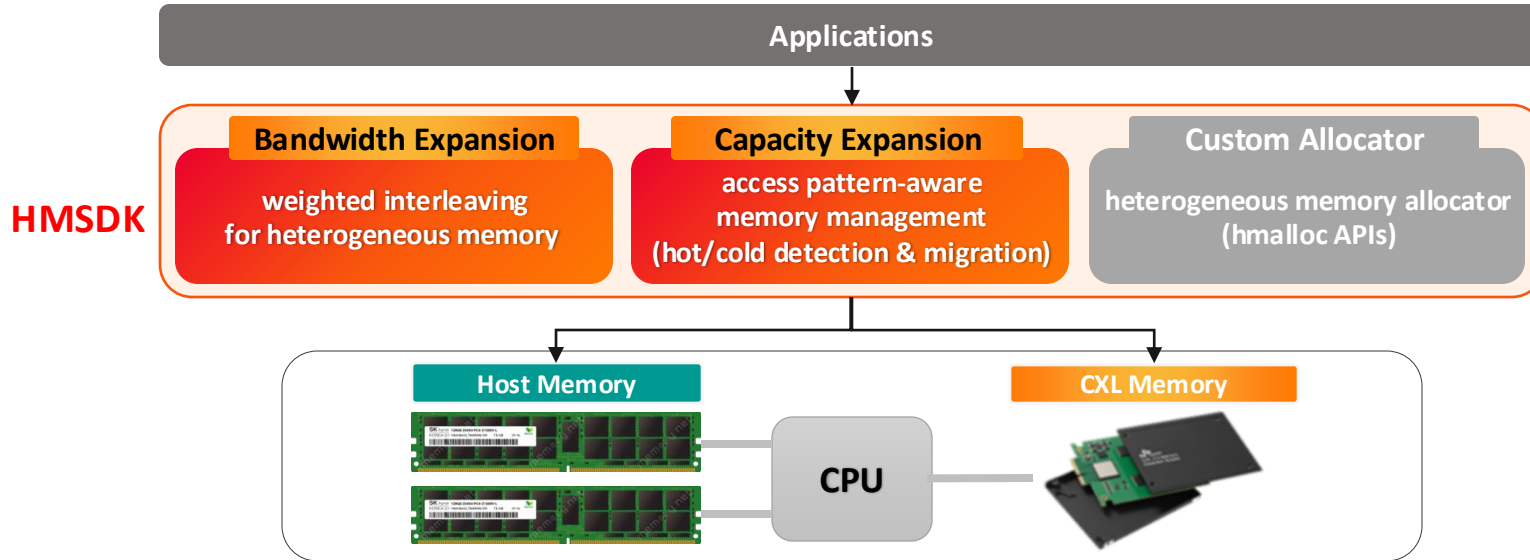 Applications
HMSDK
Bandwidth Expansion
weighted interleaving
for heterogeneous memory
Capacity Expansion
access pattern-aware
memory management
(hot/cold detection & migration)
Custom Allocator
heterogeneous memory allocator
(hmalloc APIs)
Host Memory
CXL Memory
CPU